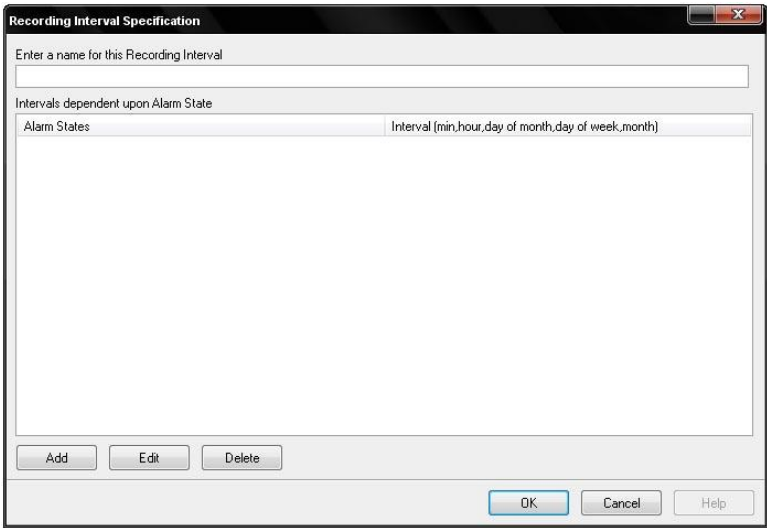 Recording Interval Specification
Enter a name for this Recording Interval
Intervals dependent upon Alarm State
Alarm States Interval (min,hour,day of month,day of week,month)
Add Edit Delete
OK Cancel Help